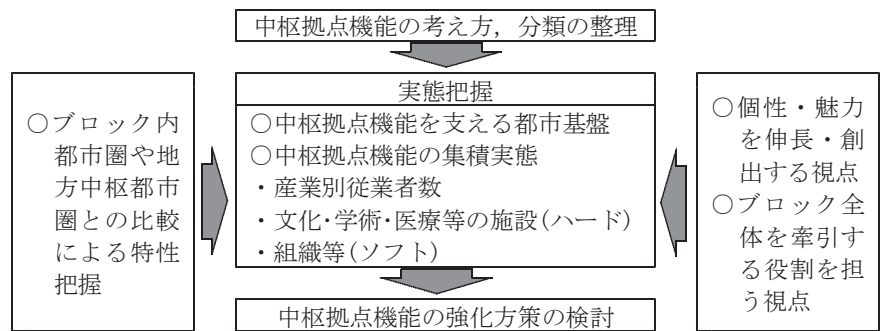 中枢拠点機能の考え方，分類の整理
○ブロック内
都市圏や地
方中枢都市
圏との比較
による特性
把握
実態把握
○中枢拠点機能を支える都市基盤
○中枢拠点機能の集積実態
・産業別従業者数
・文化･学術･医療等の施設(ハード)
・組織等(ソフト)
○個性・魅力
を伸長・創
出する視点
○ブロック全
体を牽引す
る役割を担
う視点
中枢拠点機能の強化方策の検討